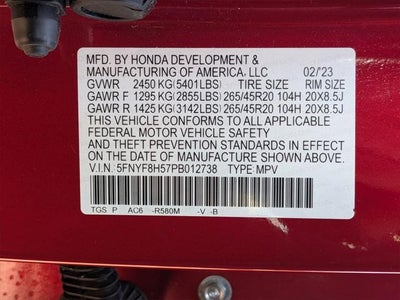 MFD. BY HONDA DEVELOPMENT &
MANUFACTURING OF AMERICA, LLC 02/'23
GVWR 2450 KG(5401LBS) TIRE SIZE RIM SIZE
GAWR F 1295 KG(2855LBS) 265/45R20 104H 20X8.5J
GAWR R 1425 KG(3142LBS) 265/45R20 104H 20X8.5J
THIS VEHICLE CONFORMS TO ALL APPLICABLE
FEDERAL MOTOR VEHICLE SAFETY
AND THEFT PREVENTION STANDARDS IN EFFECT
ON THE DATE OF MANUFACTURE SHOWN ABOVE.
V.I.N. 5FNYF8H57PB012738 TYPE: MPV
TGS P AC6 -R580M -V -B